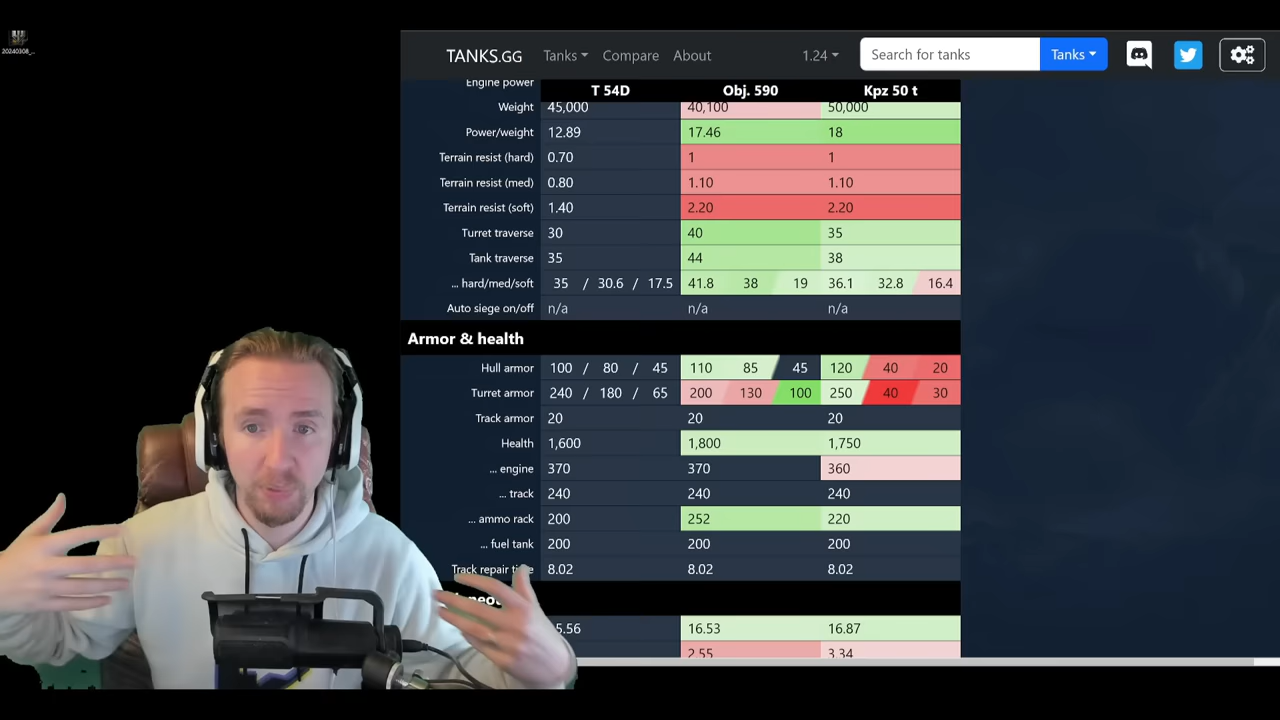 TANKS.GG Tanks Compare About 1.24 Search for tanks Tanks
20240308_...
Engine power
T 54D Obj. 590 Kpz 50 t
Weight 45,000 40,100 50,000
Power/weight 12.89 17.46 18
Terrain resist (hard) 0.70 1 1
Terrain resist (med) 0.80 1.10 1.10
Terrain resist (soft) 1.40 2.20 2.20
Turret traverse 30 40 35
Tank traverse 35 44 38
... hard/med/soft 35 / 30.6 / 17.5 41.8 38 19 36.1 32.8 16.4
Auto siege on/off n/a n/a n/a
Armor & health
Hull armor 100 / 80 / 45 110 85 45 120 40 20
Turret armor 240 / 180 / 65 200 130 100 250 40 30
Track armor 20 20 20
Health 1,600 1,800 1,750
... engine 370 370 360
... track 240 240 240
... ammo rack 200 252 220
... fuel tank 200 200 200
Track repair 8.02 8.02 8.02
16.53 16.87
2.55 3.34